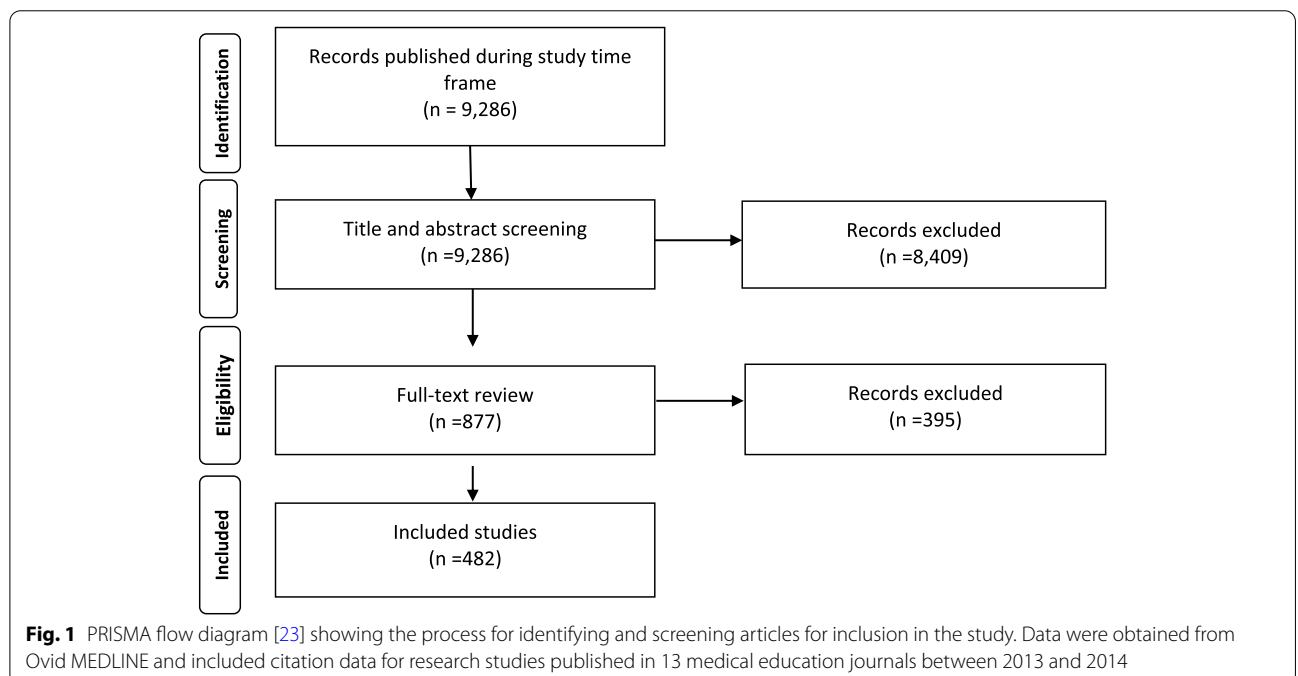 Identification
Records published during study time
frame
(n = 9,286)
Screening
Title and abstract screening
(n =9,286)
Records excluded
(n =8,409)
Eligibility
Full-text review
(n =877)
Records excluded
(n =395)
Included
Included studies
(n =482)
Fig. 1 PRISMA flow diagram [23] showing the process for identifying and screening articles for inclusion in the study. Data were obtained from
Ovid MEDLINE and included citation data for research studies published in 13 medical education journals between 2013 and 2014